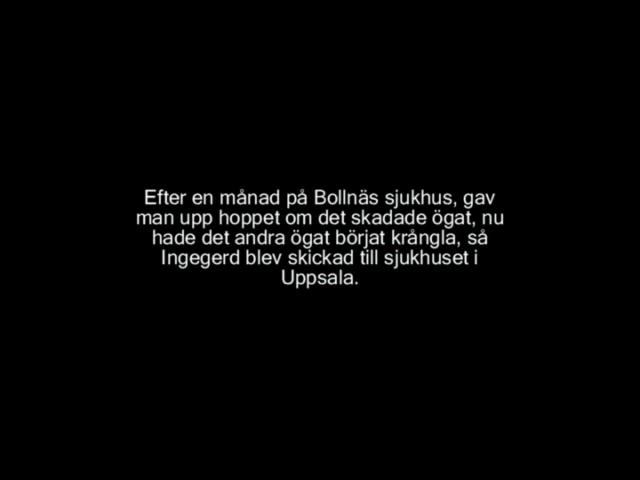 Efter en månad på Bollnäs sjukhus, gav
man upp hoppet om det skadade ögat, nu
hade det andra ögat börjat krångla, så
Ingegerd blev skickad till sjukhuset i
Uppsala.